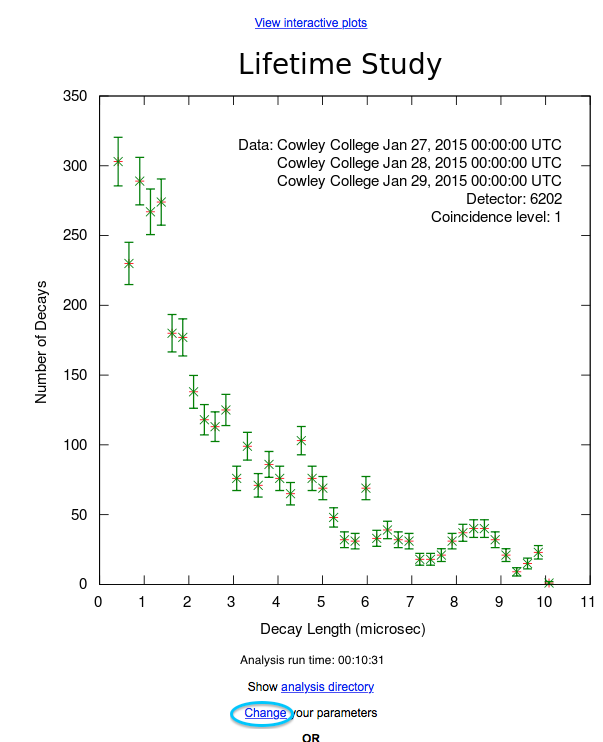 View interactive plots
Lifetime Study
350
300
250
200
150
100
50
0
Number of Decays
Data: Cowley College Jan 27, 2015 00:00:00 UTC
Cowley College Jan 28, 2015 00:00:00 UTC
Cowley College Jan 29, 2015 00:00:00 UTC
Detector: 6202
Coincidence level: 1
0 1 2 3 4 5 6 7 8 9 10 11
Decay Length (microsec)
Analysis run time: 00:10:31
Show analysis directory
Change your parameters
OR